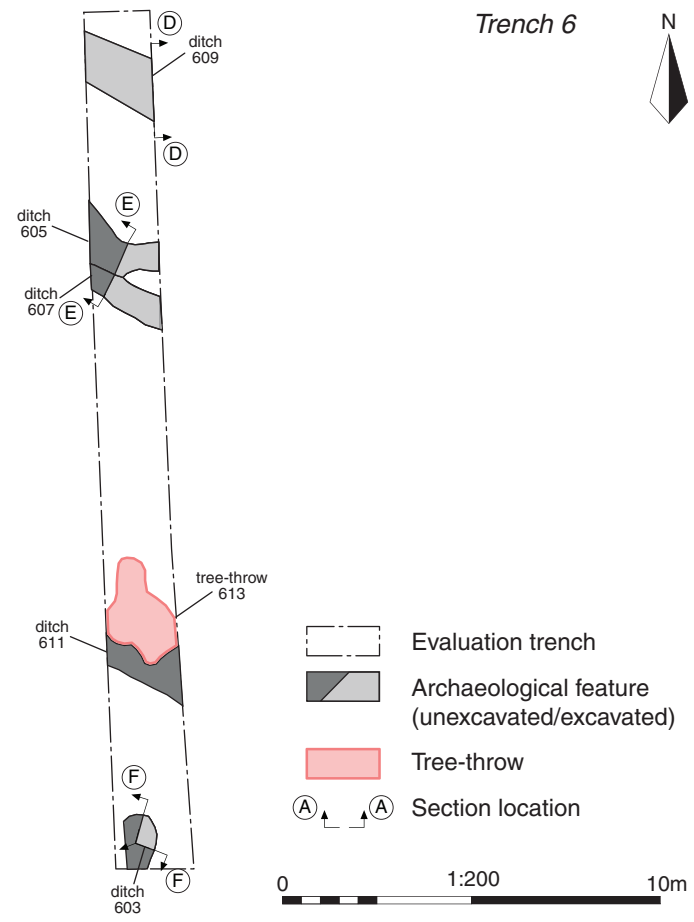 Trench 6
N
D
ditch
609
D
E
ditch
605
ditch
607
E
tree-throw
613
ditch
611
F
F
ditch
603
Evaluation trench
Archaeological feature
(unexcavated/excavated)
Tree-throw
A A Section location
0 1:200 10m